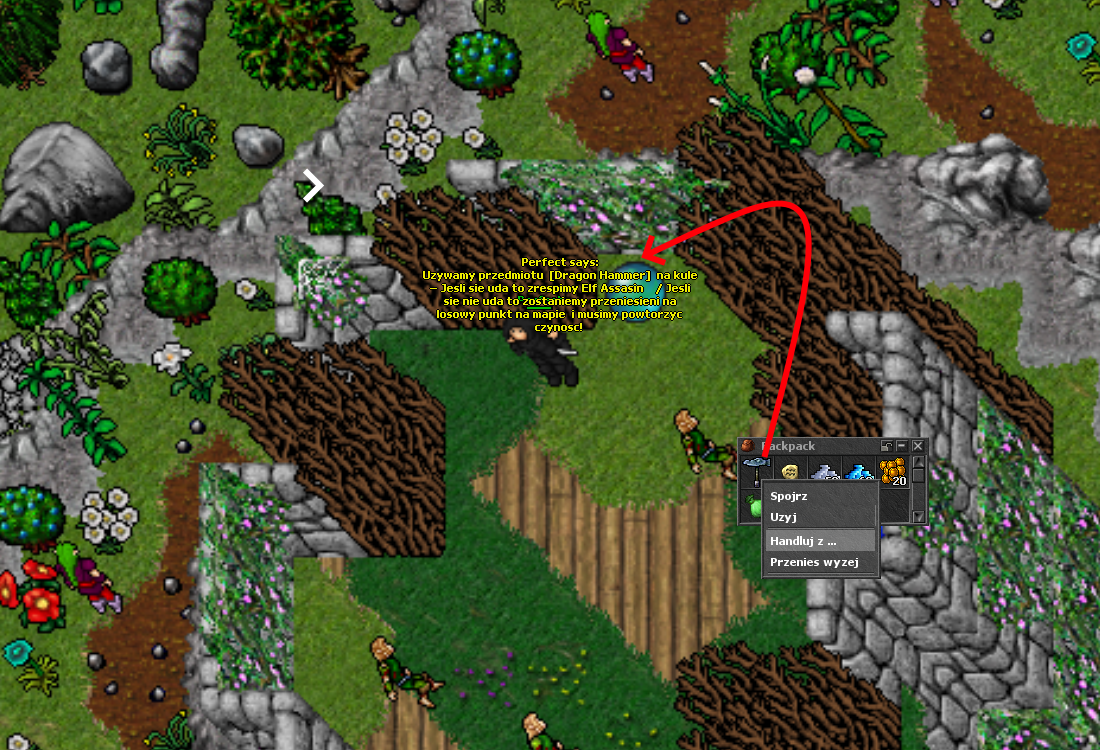 Perfect says:
Uzywamy przedmiotu [Dragon Hammer] na kule
– Jesli sie uda to zrespimy Elf Assasin / Jesli
sie nie uda to zostaniemy przeniesieni na
losowy punkt na mapie i musimy powtorzyc
czynosc!
Backpack
20
Spojrz
Uzyj
Handluj z ...
Przenies wyzej